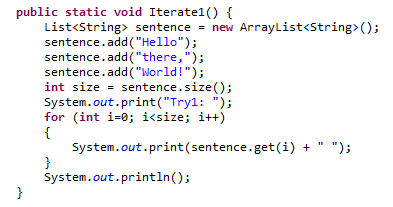 public static void Iterate1() {
    List<String> sentence = new ArrayList<String>();
    sentence.add("Hello");
    sentence.add("there,");
    sentence.add("World!");
    int size = sentence.size();
    System.out.print("Try1: ");
    for (int i=0; i<size; i++)
    {
        System.out.print(sentence.get(i) + " ");
    }
    System.out.println();
}